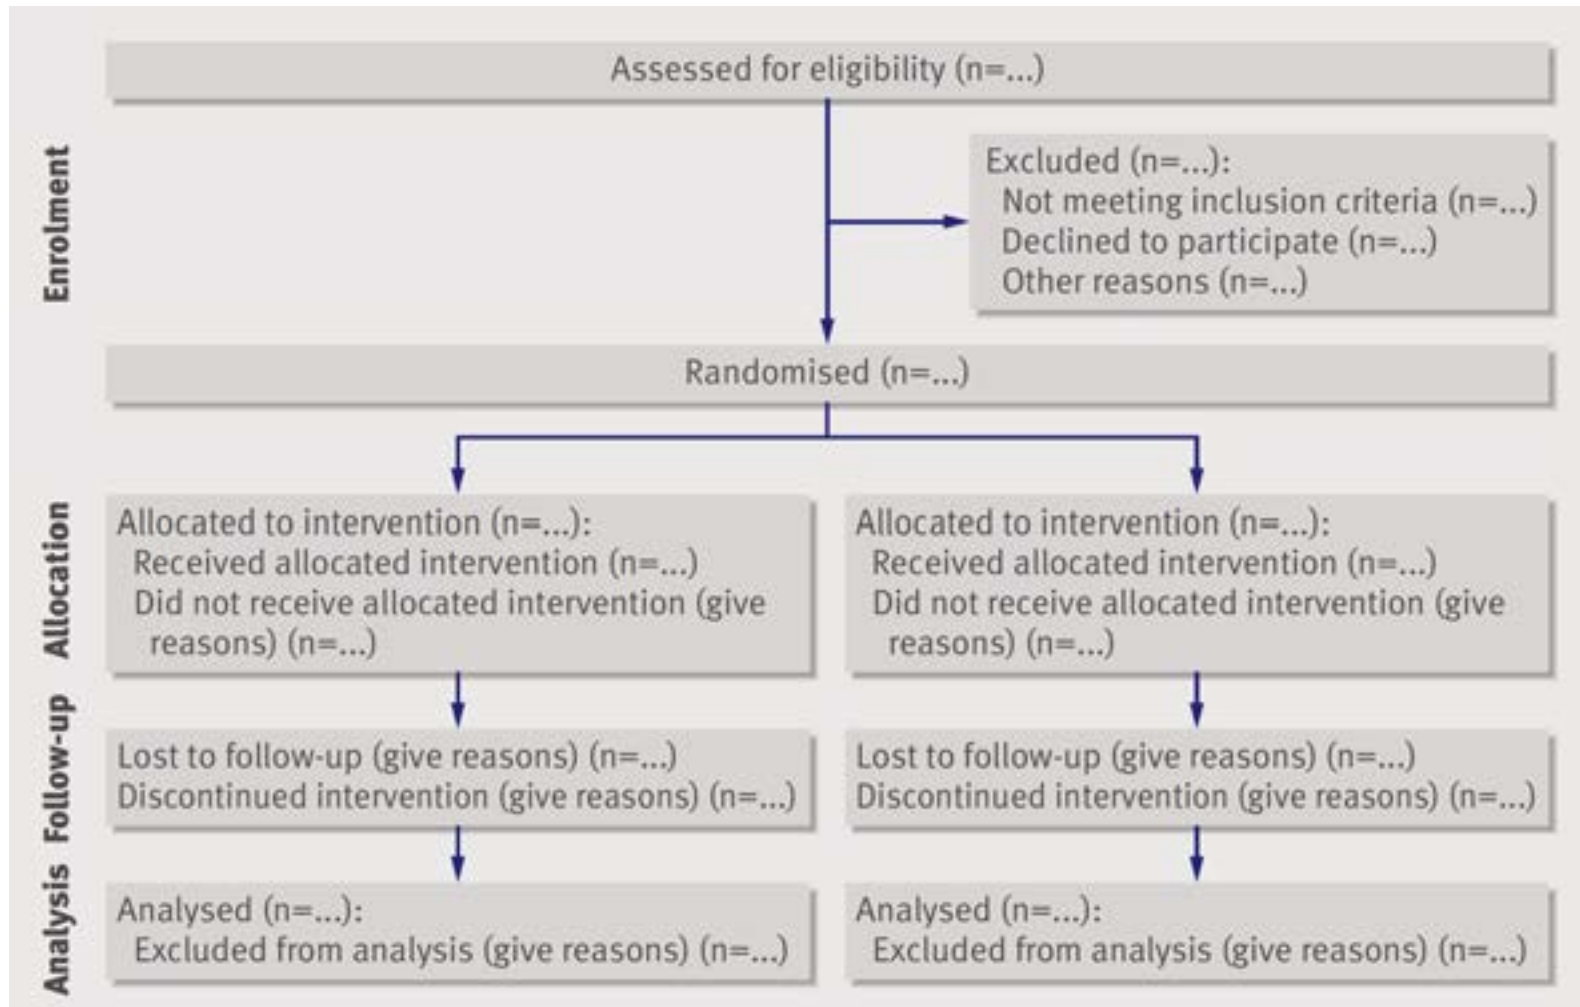 Assessed for eligibility (n=...)
Enrolment
Excluded (n=...):
Not meeting inclusion criteria (n=...)
Declined to participate (n=...)
Other reasons (n=...)
Randomised (n=...)
Allocation
Allocated to intervention (n=...):
Received allocated intervention (n=...)
Did not receive allocated intervention (give
reasons) (n=...)
Allocated to intervention (n=...):
Received allocated intervention (n=...)
Did not receive allocated intervention (give
reasons) (n=...)
Follow-up
Lost to follow-up (give reasons) (n=...)
Discontinued intervention (give reasons) (n=...)
Lost to follow-up (give reasons) (n=...)
Discontinued intervention (give reasons) (n=...)
Analysis
Analysed (n=...):
Excluded from analysis (give reasons) (n=...)
Analysed (n=...):
Excluded from analysis (give reasons) (n=...)